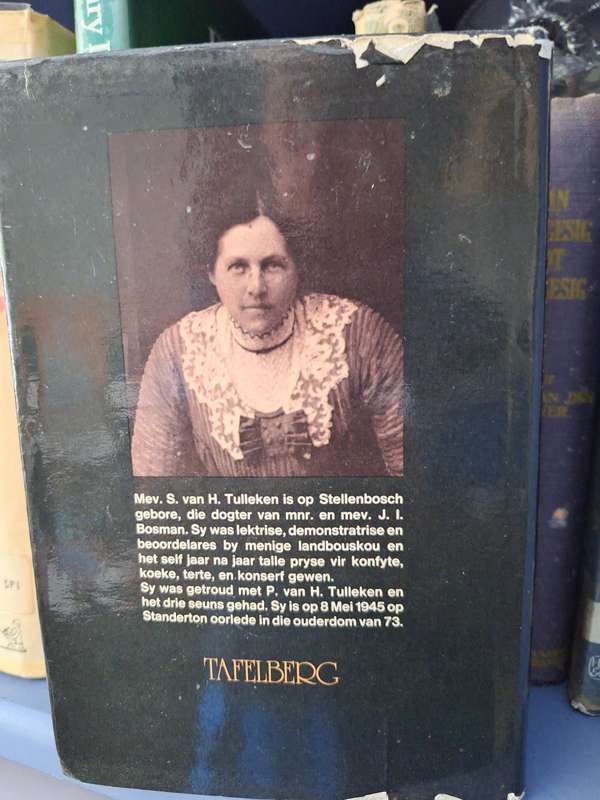 Mev. S. van H. Tulleken is op Stellenbosch
gebore, die dogter van mnr. en mev. J. I.
Bosman. Sy was lektrise, demonstratrise en
beoordelares by menige landbouskou en
het self jaar na jaar talle pryse vir konfyte,
koeke, terte, en konserf gewen.
Sy was getroud met P. van H. Tulleken en
het drie seuns gehad. Sy is op 8 Mei 1945 op
Standerton oorlede in die ouderdom van 73.
TAFELBERG